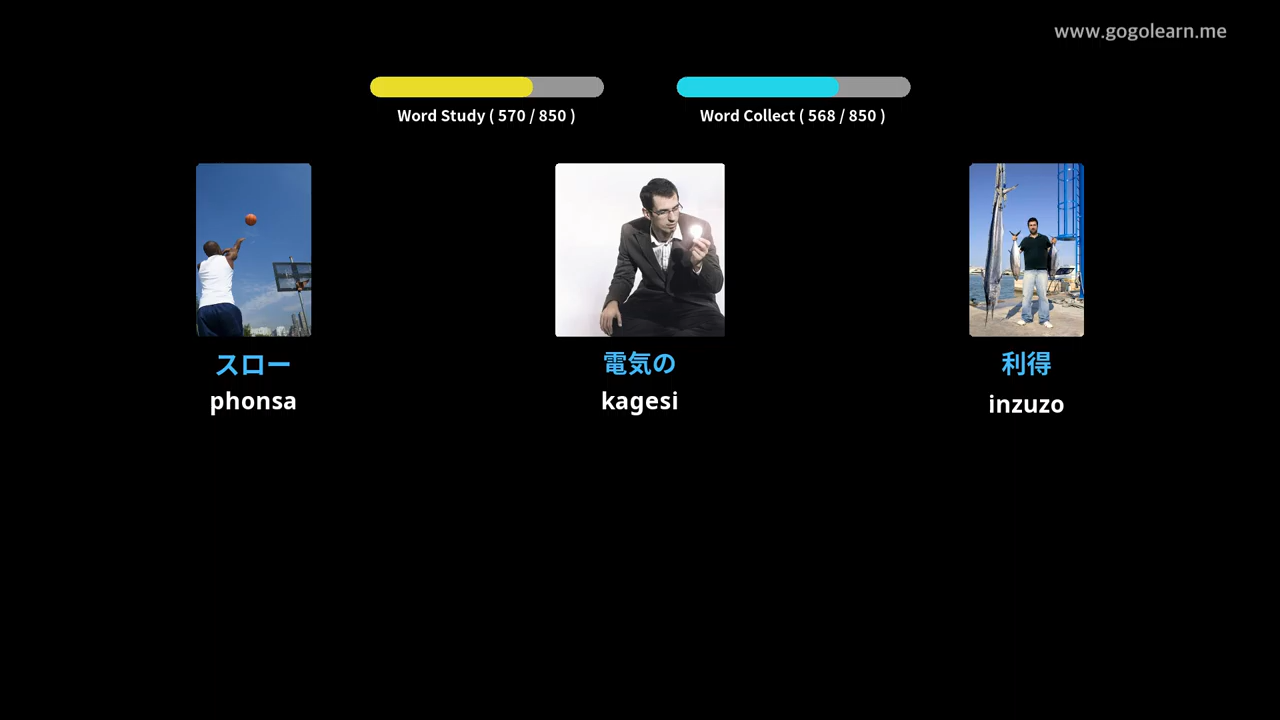 www.gogolearn.me
Word Study ( 570 / 850 )
Word Collect ( 568 / 850 )
スロー
電気の
利得
phonsa
kagesi
inzuzo